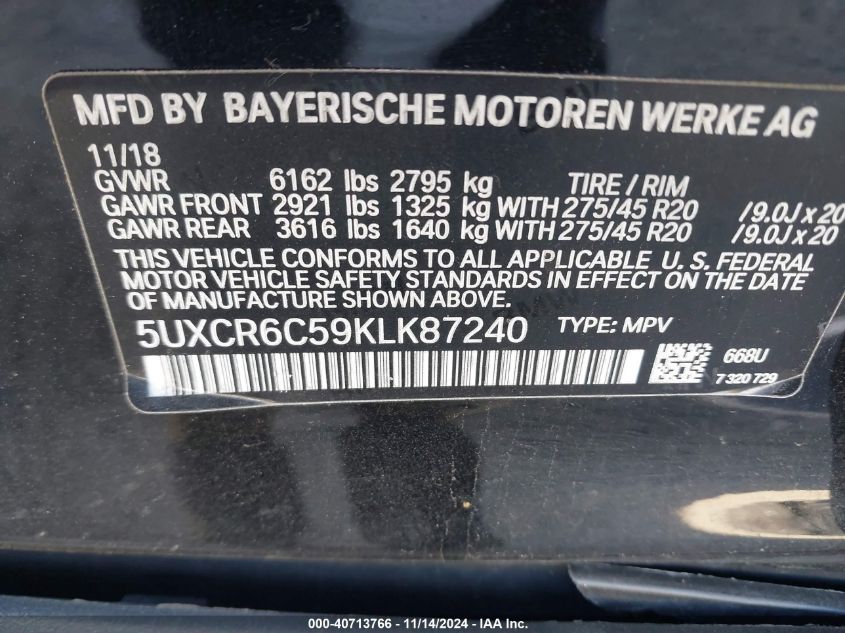 MFD BY BAYERISCHE MOTOREN WERKE AG
11/18
GVWR 6162 lbs 2795 kg TIRE / RIM
GAWR FRONT 2921 lbs 1325 kg WITH 275/45 R20 /9.0J x 20
GAWR REAR 3616 lbs 1640 kg WITH 275/45 R20 /9.0J x 20
THIS VEHICLE CONFORMS TO ALL APPLICABLE U. S. FEDERAL
MOTOR VEHICLE SAFETY STANDARDS IN EFFECT ON THE DATE
OF MANUFACTURE SHOWN ABOVE.
5UXCR6C59KLK87240 TYPE: MPV
668U
7 320 729
000-40713766 - 11/14/2024 - IAA Inc.